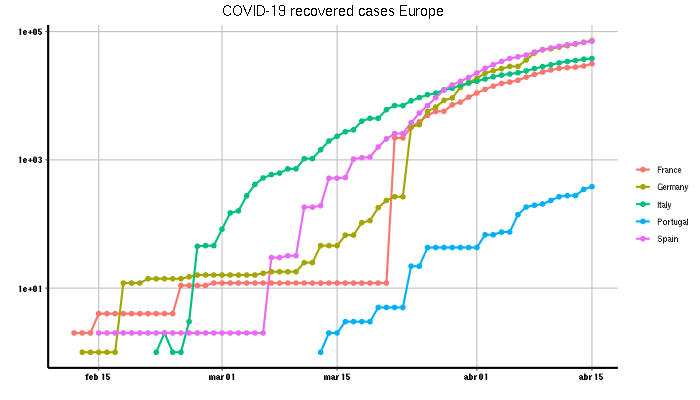 COVID-19 recovered cases Europe
1e+05
1e+03
1e+01
feb 15
mar 01
mar 15
abr 01
abr 15
France
Germany
Italy
Portugal
Spain